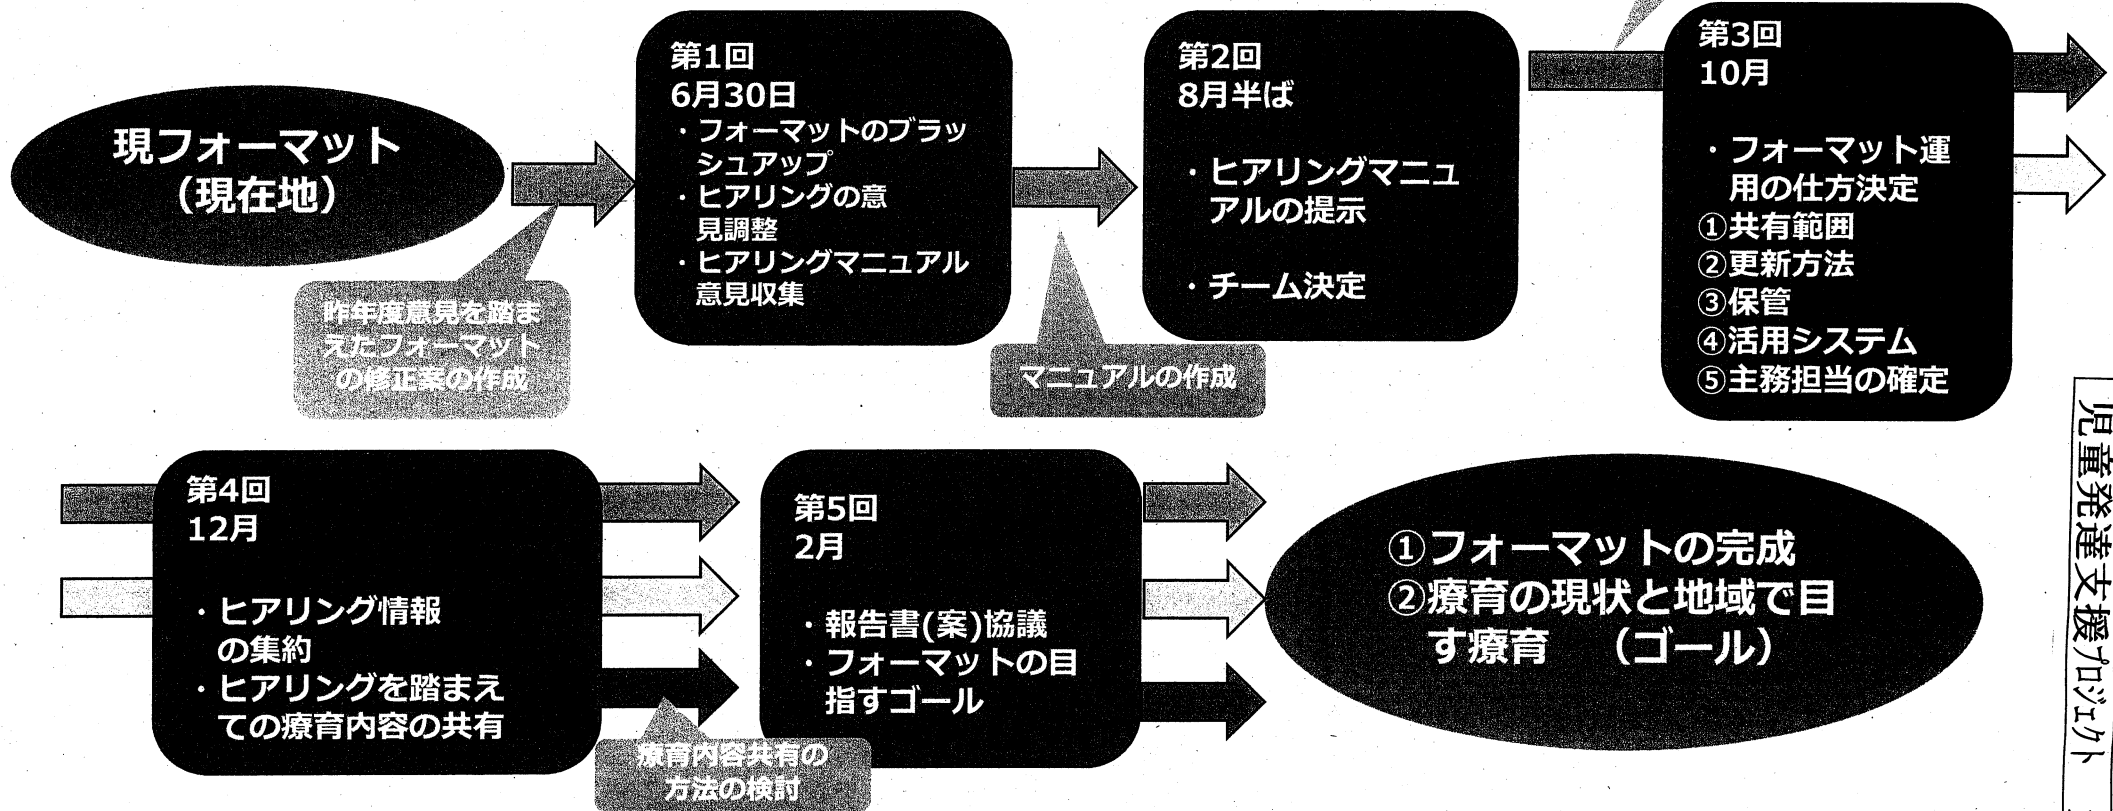 現フォーマット
（現在地）
昨年度意見を踏ま
えたフォーマット
の修正案の作成
第1回
6月30日
・フォーマットのブラッ
シュアップ
・ヒアリングの意
見調整
・ヒアリングマニュアル
意見収集
マニュアルの作成
第2回
8月半ば
・ヒアリングマニュ
アルの提示
・チーム決定
第3回
10月
・フォーマット運
用の仕方決定
①共有範囲
②更新方法
③保管
④活用システム
⑤主務担当の確定
第4回
12月
・ヒアリング情報
の集約
・ヒアリングを踏まえ
ての療育内容の共有
療育内容共有の
方法の検討
第5回
2月
・報告書(案)協議
・フォーマットの目
指すゴール
①フォーマットの完成
②療育の現状と地域で目
す療育　（ゴール）
児童発達支援プロジェクト